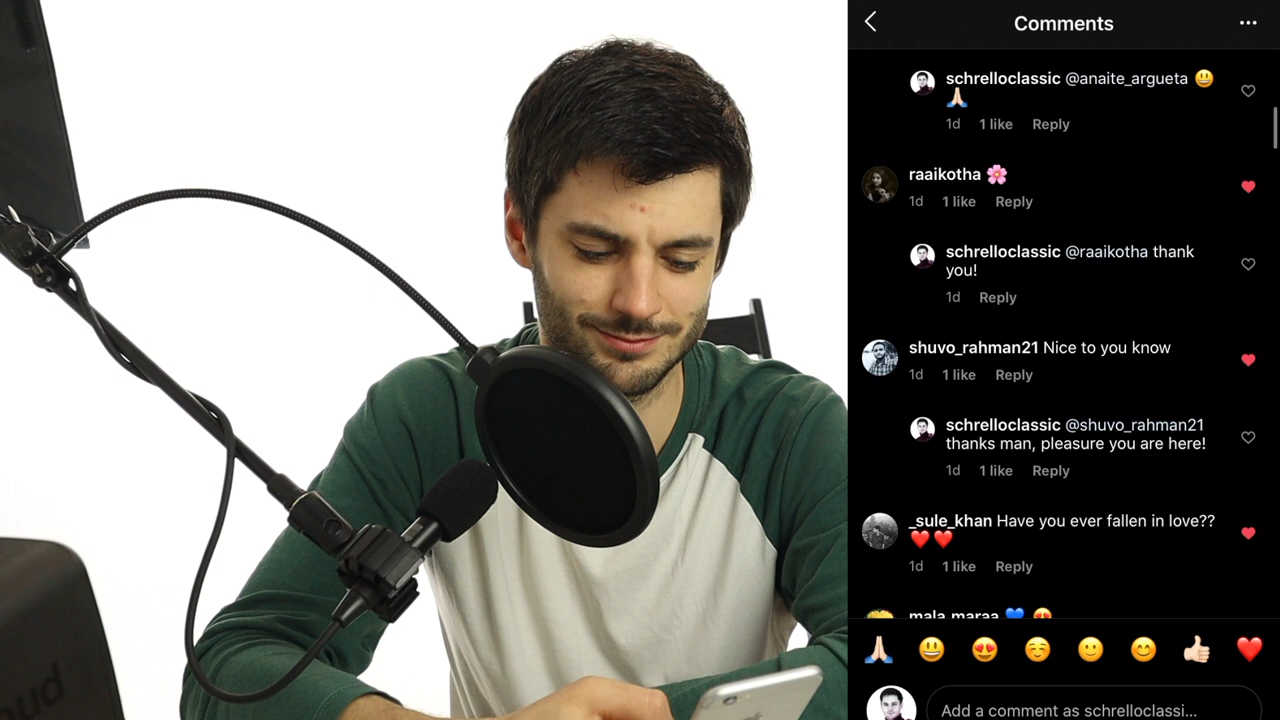 Comments
schrelloclassic @anaite_argueta 😃
🙏🏻
1d 1 like Reply
raaikotha 🌸
1d 1 like Reply
schrelloclassic @raaikotha thank
you!
1d Reply
shuvo_rahman21 Nice to you know
1d 1 like Reply
schrelloclassic @shuvo_rahman21
thanks man, pleasure you are here!
1d 1 like Reply
_sule_khan Have you ever fallen in love??
❤️❤️
1d 1 like Reply
mala_maraa 💙 😍
🙏🏻 😃 😍 ☺️ 🙂 😊 👍🏻 ❤️
Add a comment as schrelloclassi...